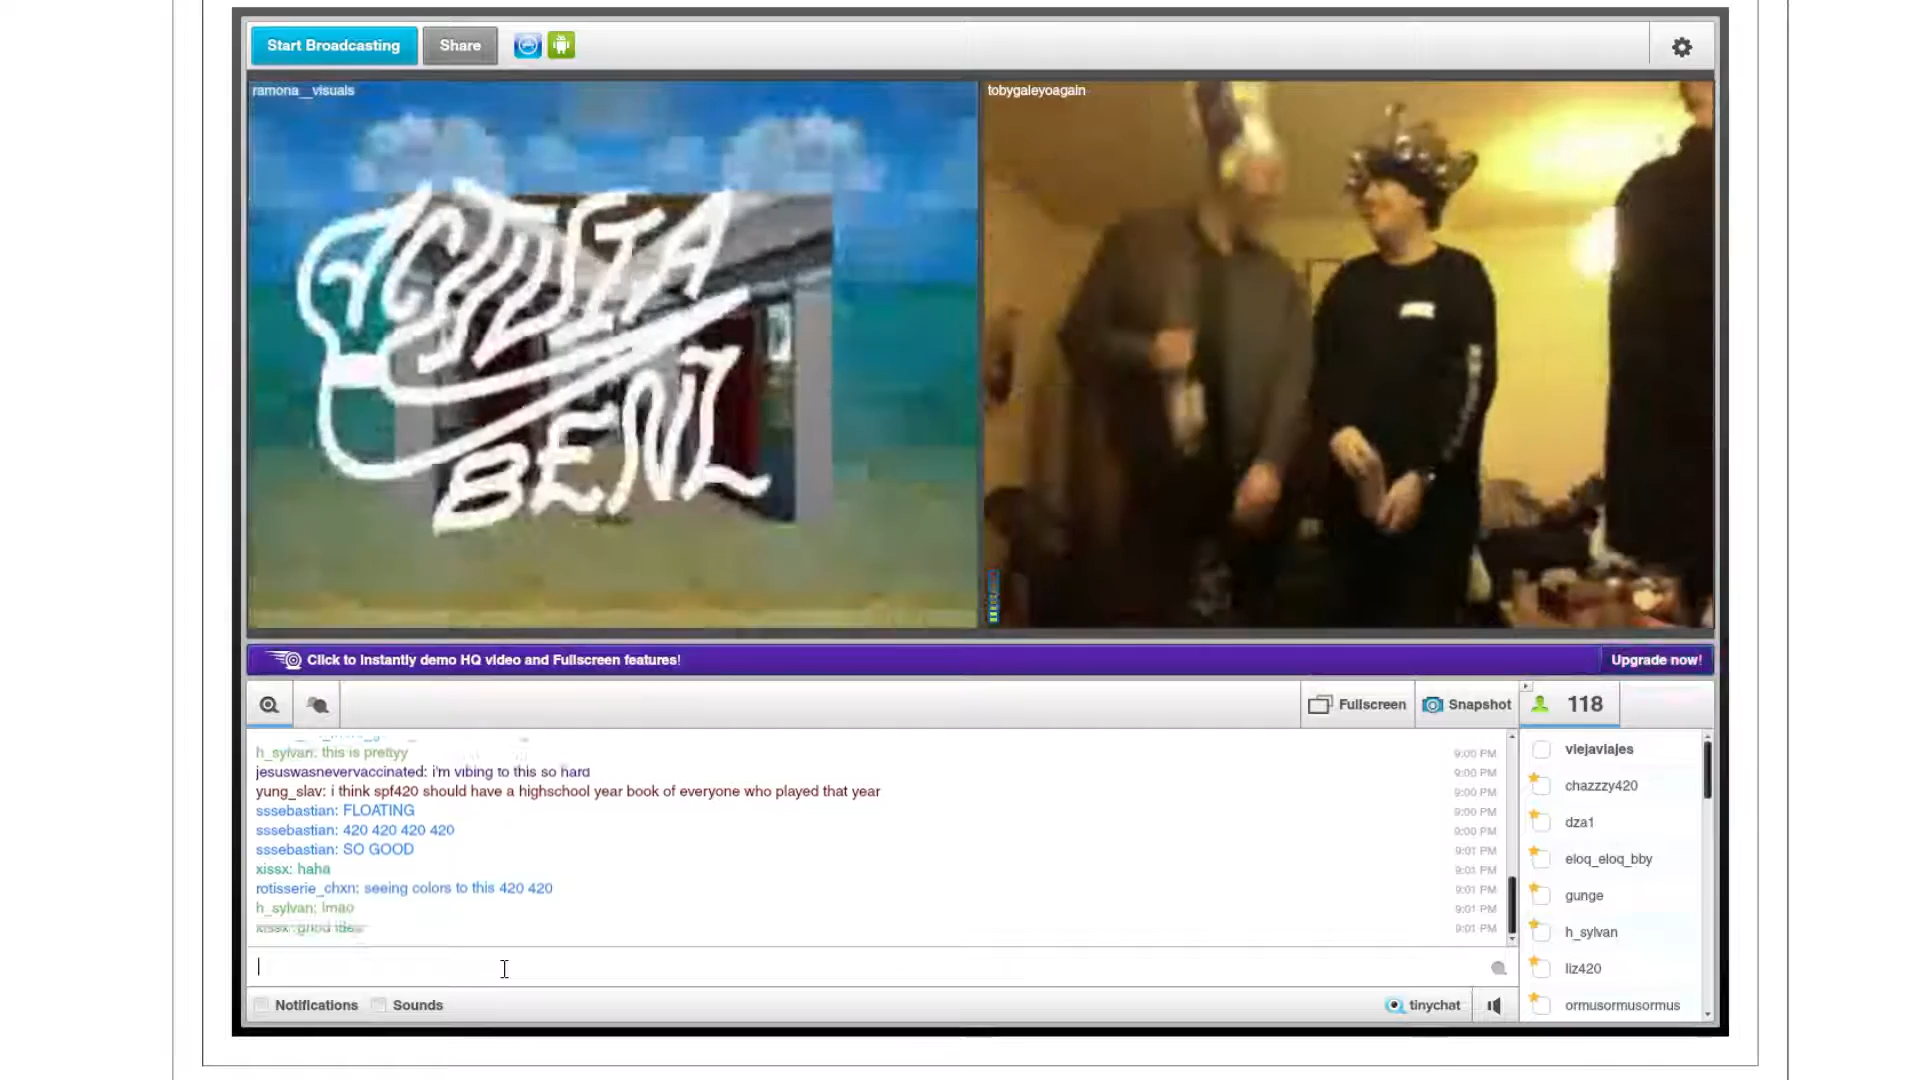 Start Broadcasting
Share
ramona__visuals
tobygaleyoagain
BENZ
Click to instantly demo HQ video and Fullscreen features!
Upgrade now!
Fullscreen
Snapshot
118
h_sylvan: this is prettyy
9:00 PM
jesuswasnevervaccinated: i'm vibing to this so hard
9:00 PM
yung_slav: i think spf420 should have a highschool year book of everyone who played that year
9:00 PM
sssebastian: FLOATING
9:00 PM
sssebastian: 420 420 420 420
9:00 PM
sssebastian: SO GOOD
9:01 PM
xissx: haha
9:01 PM
rotisserie_chxn: seeing colors to this 420 420
9:01 PM
h_sylvan: lmao
9:01 PM
xissx: good
9:01 PM
viejaviajes
chazzzy420
dza1
eloq_eloq_bby
gunge
h_sylvan
liz420
ormusormusormus
Notifications
Sounds
tinychat